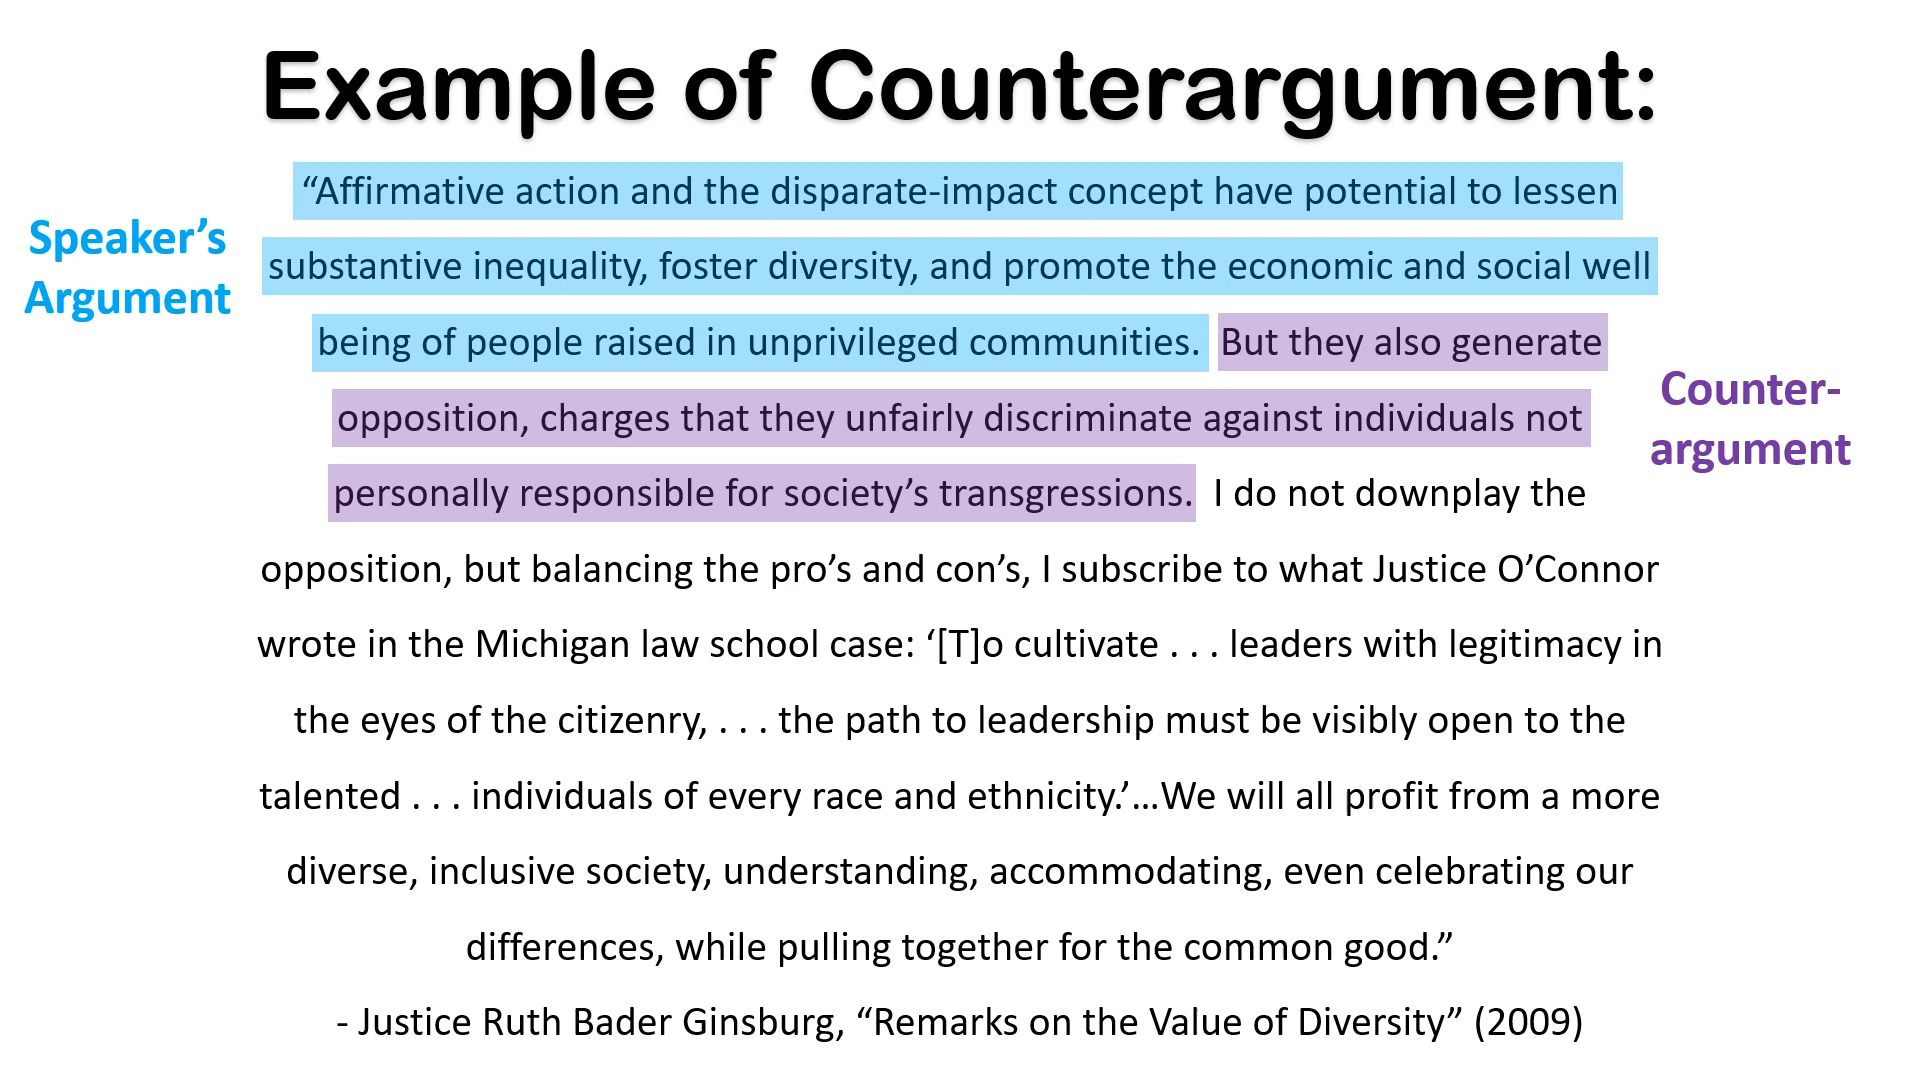 Example of Counterargument:
“Affirmative action and the disparate-impact concept have potential to lessen
Speaker’s
Argument
substantive inequality, foster diversity, and promote the economic and social well
being of people raised in unprivileged communities. But they also generate
Counter-
argument
opposition, charges that they unfairly discriminate against individuals not
personally responsible for society’s transgressions. I do not downplay the
opposition, but balancing the pro’s and con’s, I subscribe to what Justice O’Connor
wrote in the Michigan law school case: ‘[T]o cultivate . . . leaders with legitimacy in
the eyes of the citizenry, . . . the path to leadership must be visibly open to the
talented . . . individuals of every race and ethnicity.’…We will all profit from a more
diverse, inclusive society, understanding, accommodating, even celebrating our
differences, while pulling together for the common good.”
- Justice Ruth Bader Ginsburg, “Remarks on the Value of Diversity” (2009)